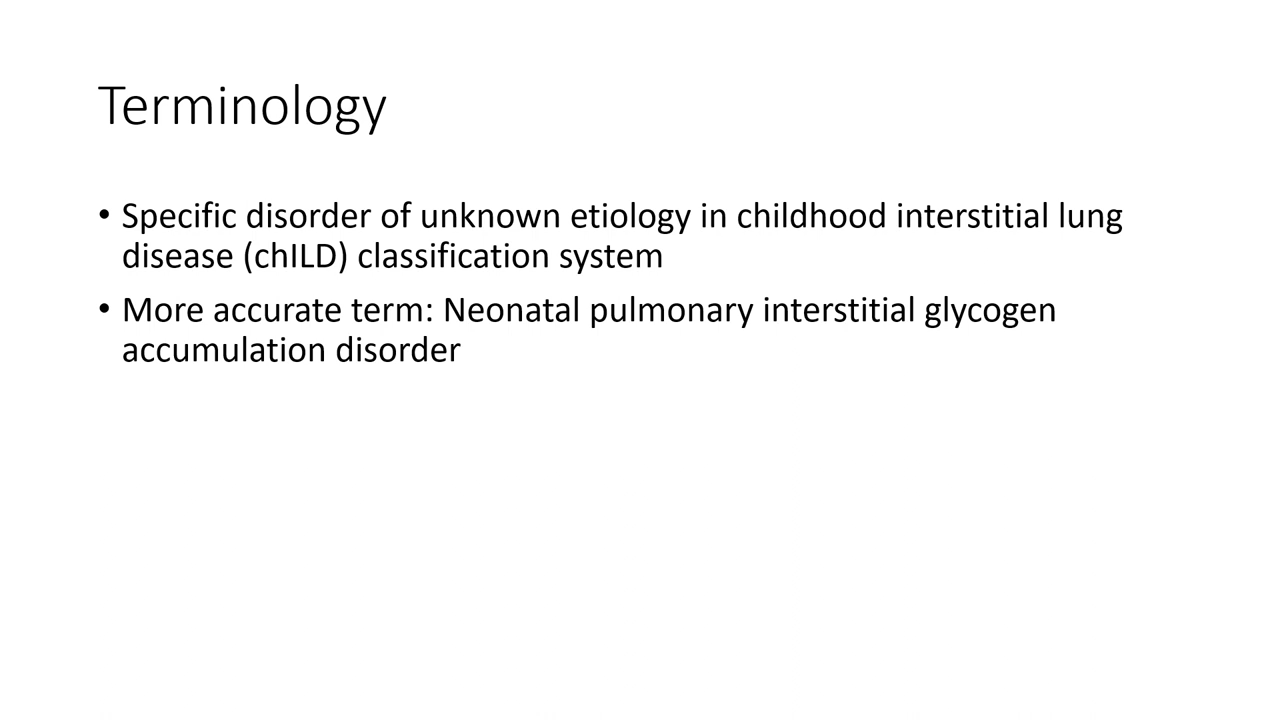 Terminology
• Specific disorder of unknown etiology in childhood interstitial lung
disease (chILD) classification system
• More accurate term: Neonatal pulmonary interstitial glycogen
accumulation disorder